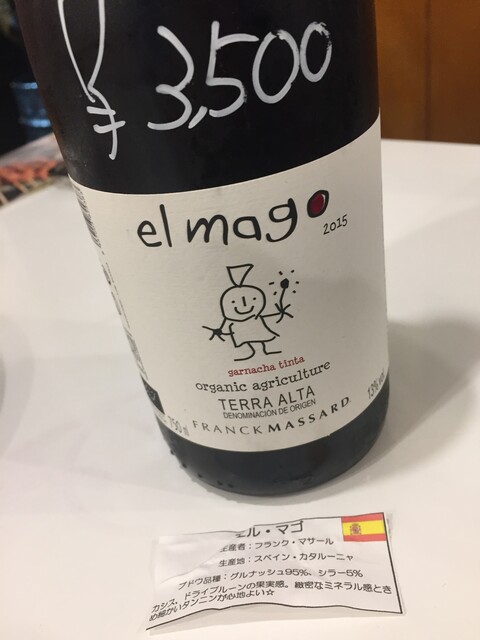 ¥3,500
el mago
2015
garnacha tinta
organic agriculture
TERRA ALTA
DENOMINACIÓN DE ORIGEN
FRANCK MASSARD
750 ml
13% vol
エル・マゴ
生産者：フランク・マサール
生産地：スペイン・カタルーニャ
ブドウ品種：グルナッシュ95%、シラー5%
カシス、ドライプルーンの果実感。緻密なミネラル感とき
め細かいタンニンが心地よい☆